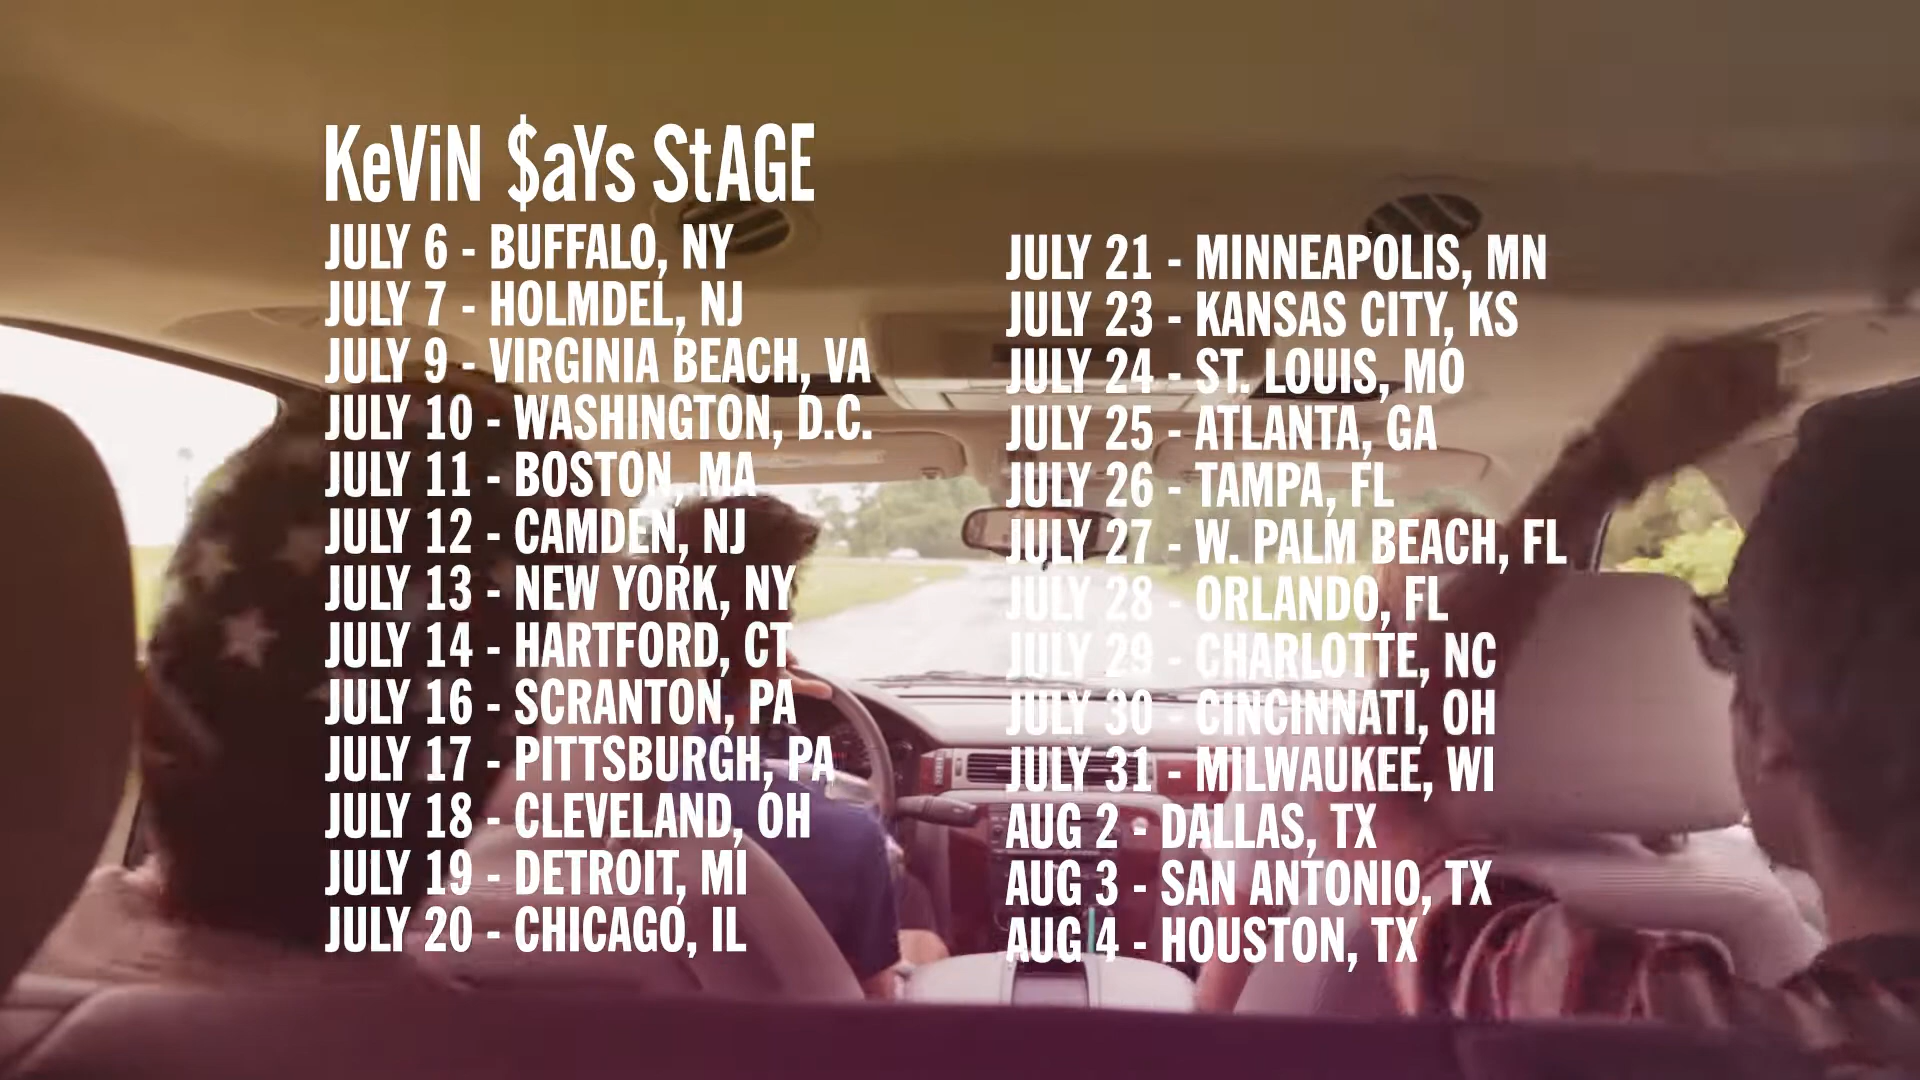 KeViN $aYs StAGE
JULY 6 - BUFFALO, NY
JULY 7 - HOLMDEL, NJ
JULY 9 - VIRGINIA BEACH, VA
JULY 10 - WASHINGTON, D.C.
JULY 11 - BOSTON, MA
JULY 12 - CAMDEN, NJ
JULY 13 - NEW YORK, NY
JULY 14 - HARTFORD, CT
JULY 16 - SCRANTON, PA
JULY 17 - PITTSBURGH, PA
JULY 18 - CLEVELAND, OH
JULY 19 - DETROIT, MI
JULY 20 - CHICAGO, IL
JULY 21 - MINNEAPOLIS, MN
JULY 23 - KANSAS CITY, KS
JULY 24 - ST. LOUIS, MO
JULY 25 - ATLANTA, GA
JULY 26 - TAMPA, FL
JULY 27 - W. PALM BEACH, FL
JULY 28 - ORLANDO, FL
JULY 29 - CHARLOTTE, NC
JULY 30 - CINCINNATI, OH
JULY 31 - MILWAUKEE, WI
AUG 2 - DALLAS, TX
AUG 3 - SAN ANTONIO, TX
AUG 4 - HOUSTON, TX